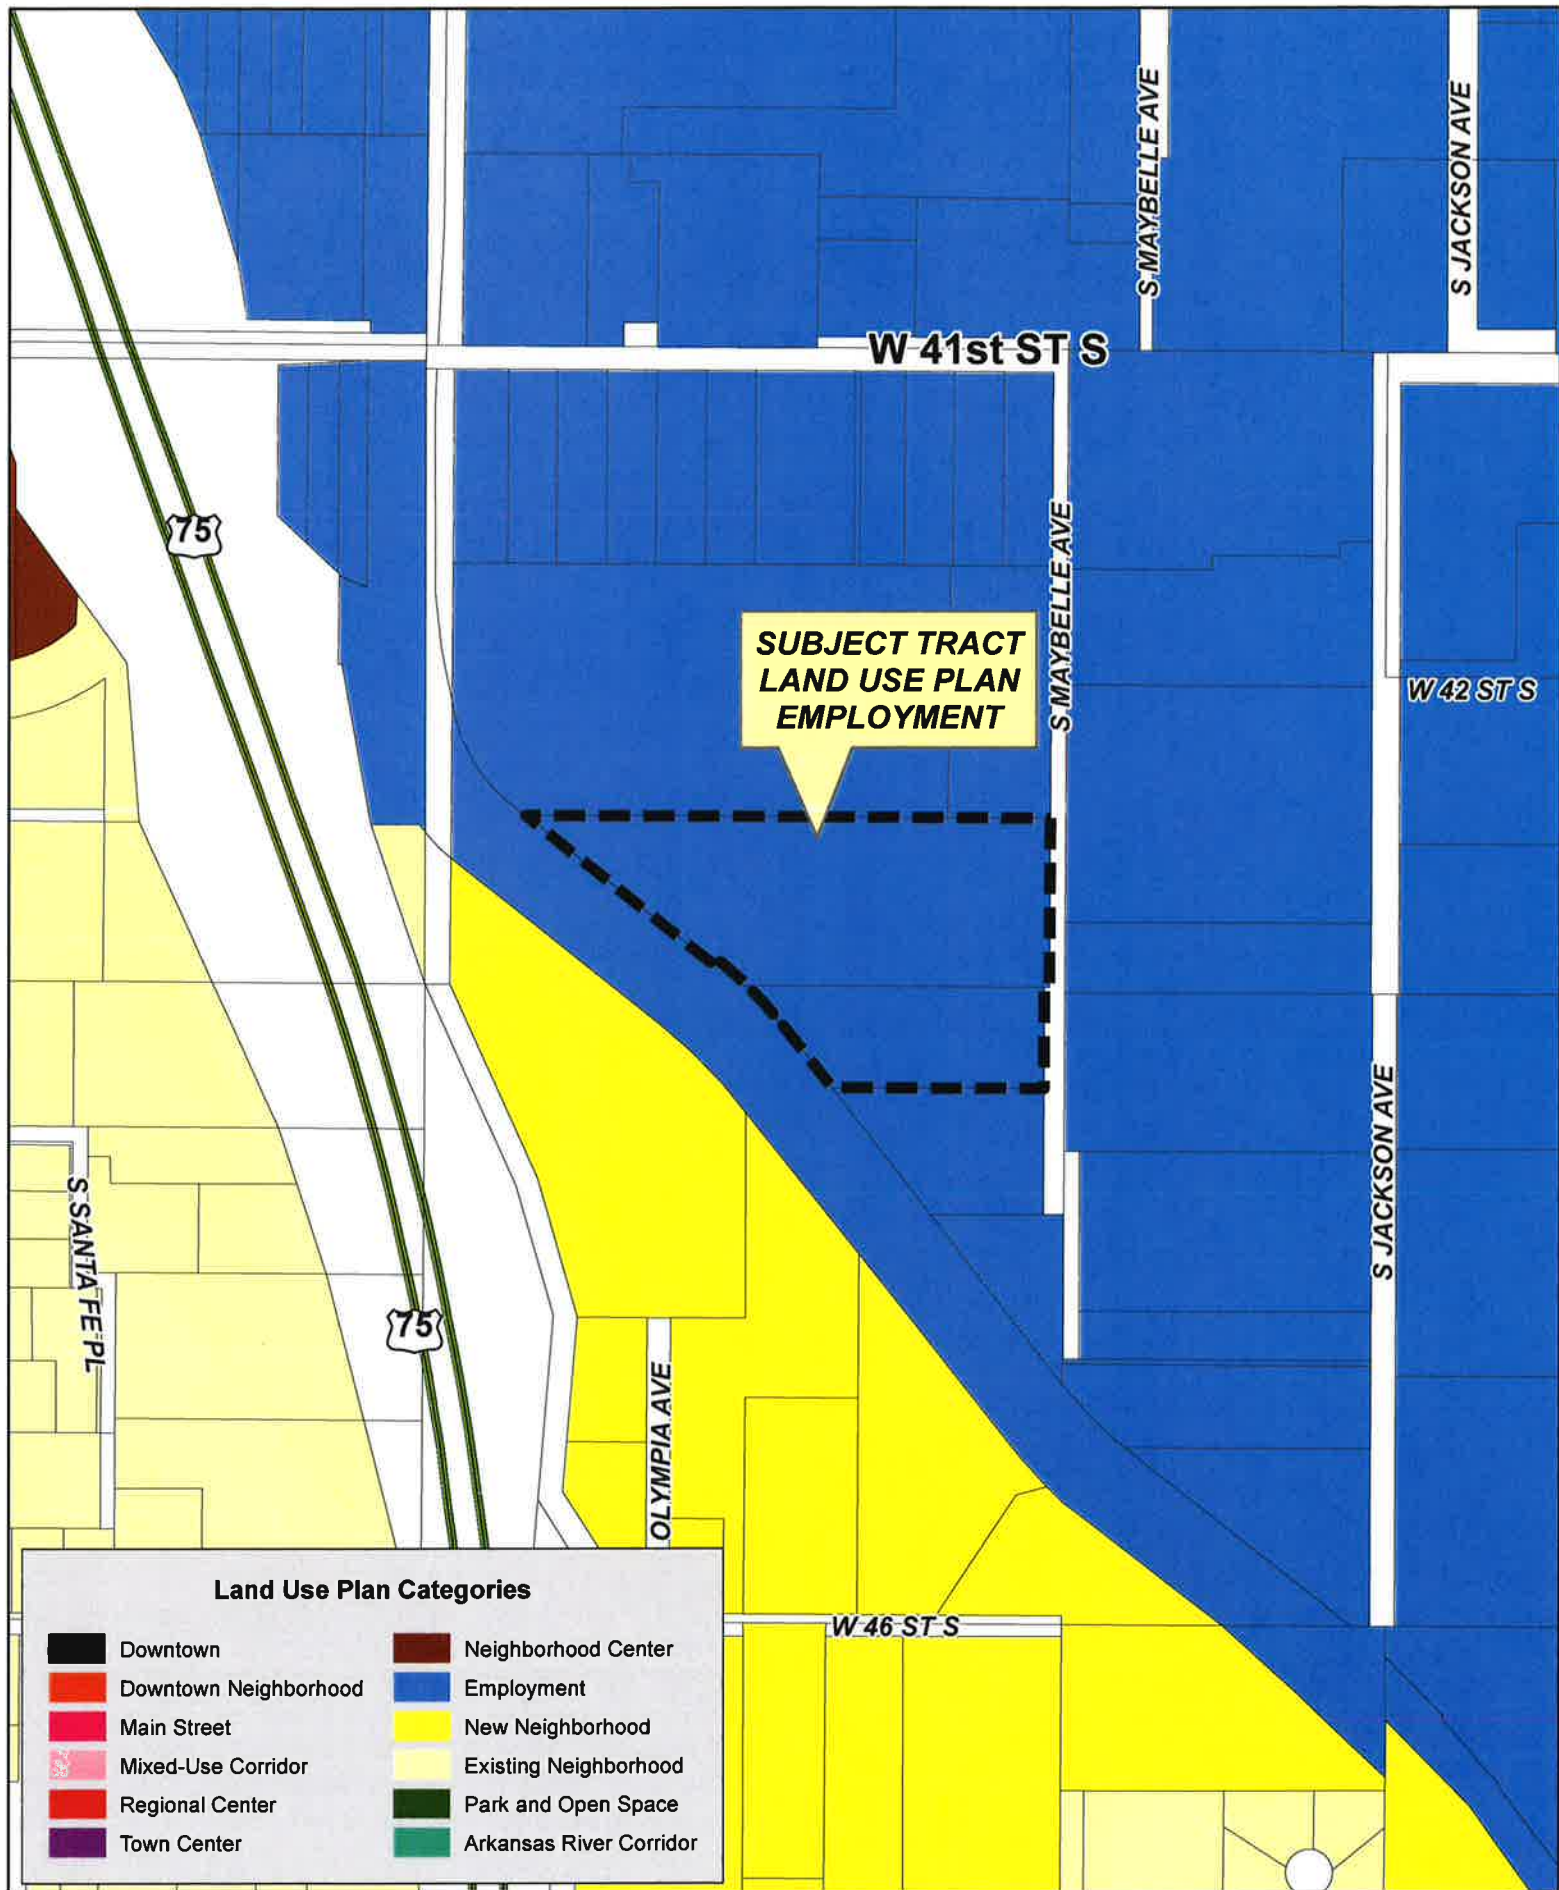 S MAYBELLE AVE
S JACKSON AVE
W 41st ST S
75
S MAYBELLE AVE
SUBJECT TRACT
LAND USE PLAN
EMPLOYMENT
W 42 ST S
S JACKSON AVE
S SANTA FE PL
75
OLYMPIA AVE
W 46 ST S
Land Use Plan Categories
Downtown
Downtown Neighborhood
Main Street
Mixed-Use Corridor
Regional Center
Town Center
Neighborhood Center
Employment
New Neighborhood
Existing Neighborhood
Park and Open Space
Arkansas River Corridor